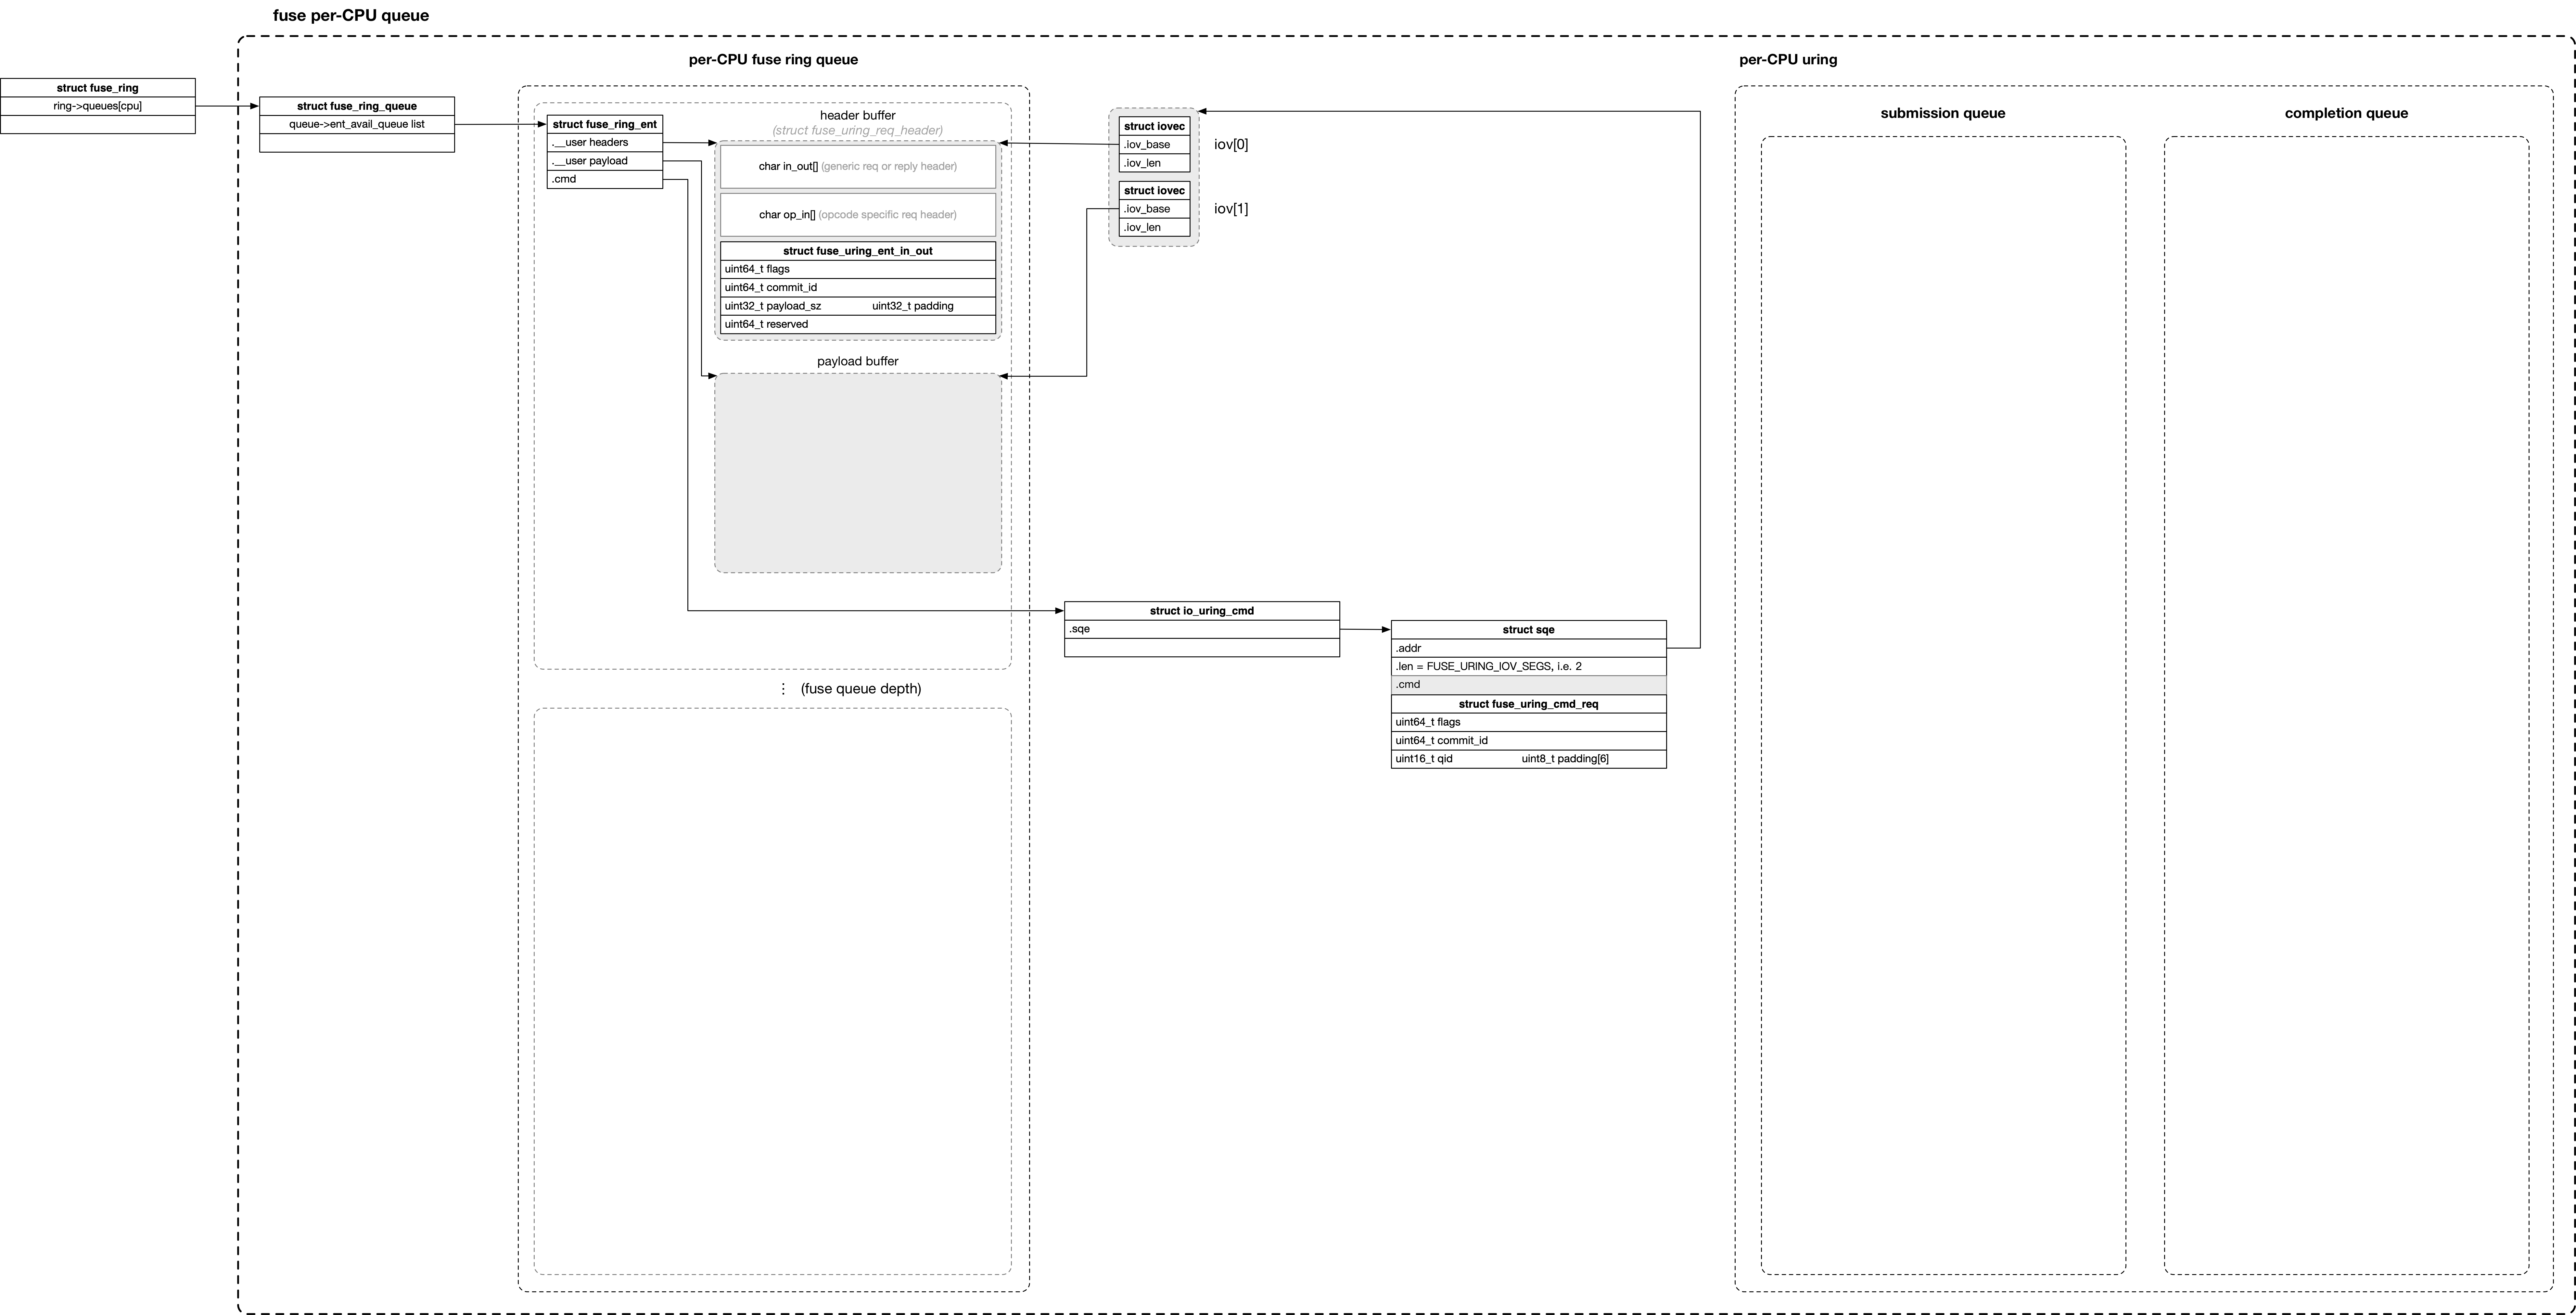 fuse per-CPU queue
per-CPU fuse ring queue
per-CPU uring
struct fuse_ring
ring->queues[cpu]
struct fuse_ring_queue
queue->ent_avail_queue list
struct fuse_ring_ent
.__user headers
.__user payload
.cmd
header buffer
(struct fuse_uring_req_header)
char in_out[] (generic req or reply header)
char op_in[] (opcode specific req header)
struct fuse_uring_ent_in_out
uint64_t flags
uint64_t commit_id
uint32_t payload_sz uint32_t padding
uint64_t reserved
payload buffer
struct iovec
.iov_base
.iov_len
iov[0]
struct iovec
.iov_base
.iov_len
iov[1]
submission queue
completion queue
struct io_uring_cmd
.sqe
struct sqe
.addr
.len = FUSE_URING_IOV_SEGS, i.e. 2
.cmd
struct fuse_uring_cmd_req
uint64_t flags
uint64_t commit_id
uint16_t qid uint8_t padding[6]
⋮ (fuse queue depth)